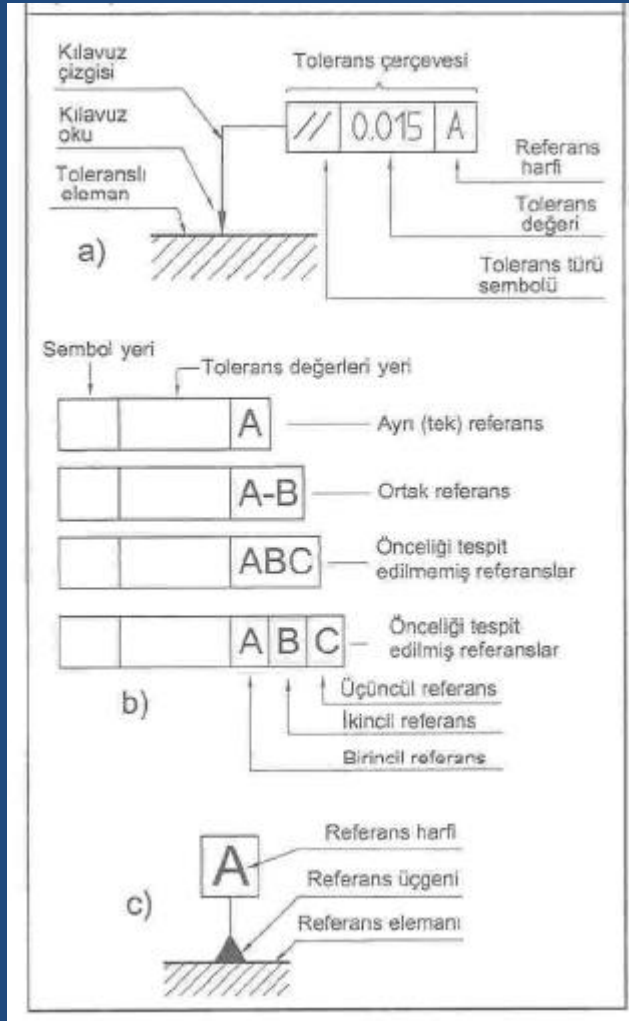 Kılavuz
çizgisi
Tolerans çerçevesi
Kılavuz
oku
// 0.015 A
Toleranslı
eleman
Referans
harfi
Tolerans
değeri
a)
Tolerans türü
sembolü
Sembol yeri
Tolerans değerleri yeri
A
Ayrı (tek) referans
A-B
Ortak referans
ABC
Önceliği tespit
edilmemiş referanslar
A B C
Önceliği tespit
edilmiş referanslar
b)
Üçüncül referans
İkincil referans
Birincil referans
A
Referans harfi
Referans üçgeni
c)
Referans elemanı